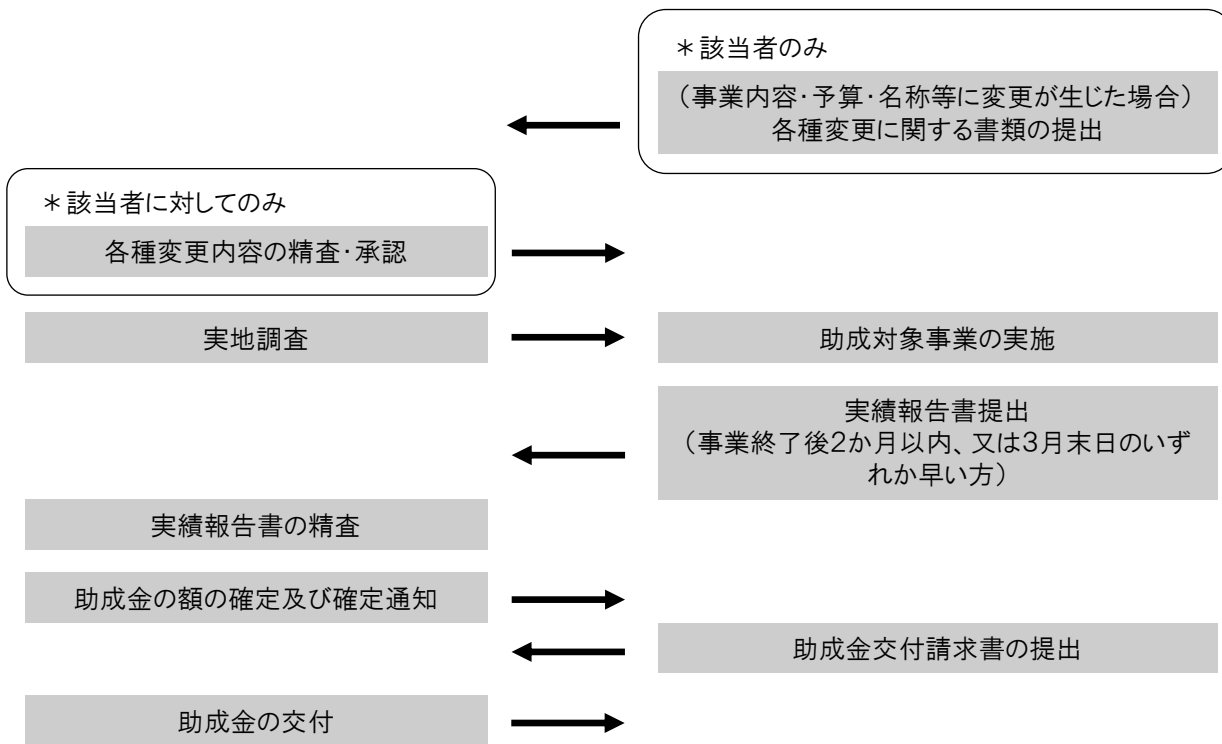 ＊該当者のみ
（事業内容・予算・名称等に変更が生じた場合）
各種変更に関する書類の提出
＊該当者に対してのみ
各種変更内容の精査・承認
実地調査
助成対象事業の実施
実績報告書提出
（事業終了後2か月以内、又は3月末日のいず
れか早い方）
実績報告書の精査
助成金の額の確定及び確定通知
助成金交付請求書の提出
助成金の交付